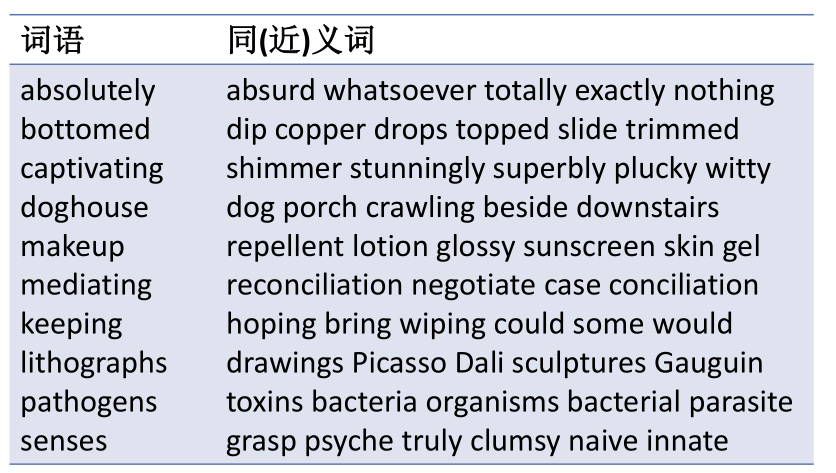 词语 同(近)义词
absolutely absurd whatsoever totally exactly nothing
bottomed dip copper drops topped slide trimmed
captivating shimmer stunningly superbly plucky witty
doghouse dog porch crawling beside downstairs
makeup repellent lotion glossy sunscreen skin gel
mediating reconciliation negotiate case conciliation
keeping hoping bring wiping could some would
lithographs drawings Picasso Dali sculptures Gauguin
pathogens toxins bacteria organisms bacterial parasite
senses grasp psyche truly clumsy naive innate